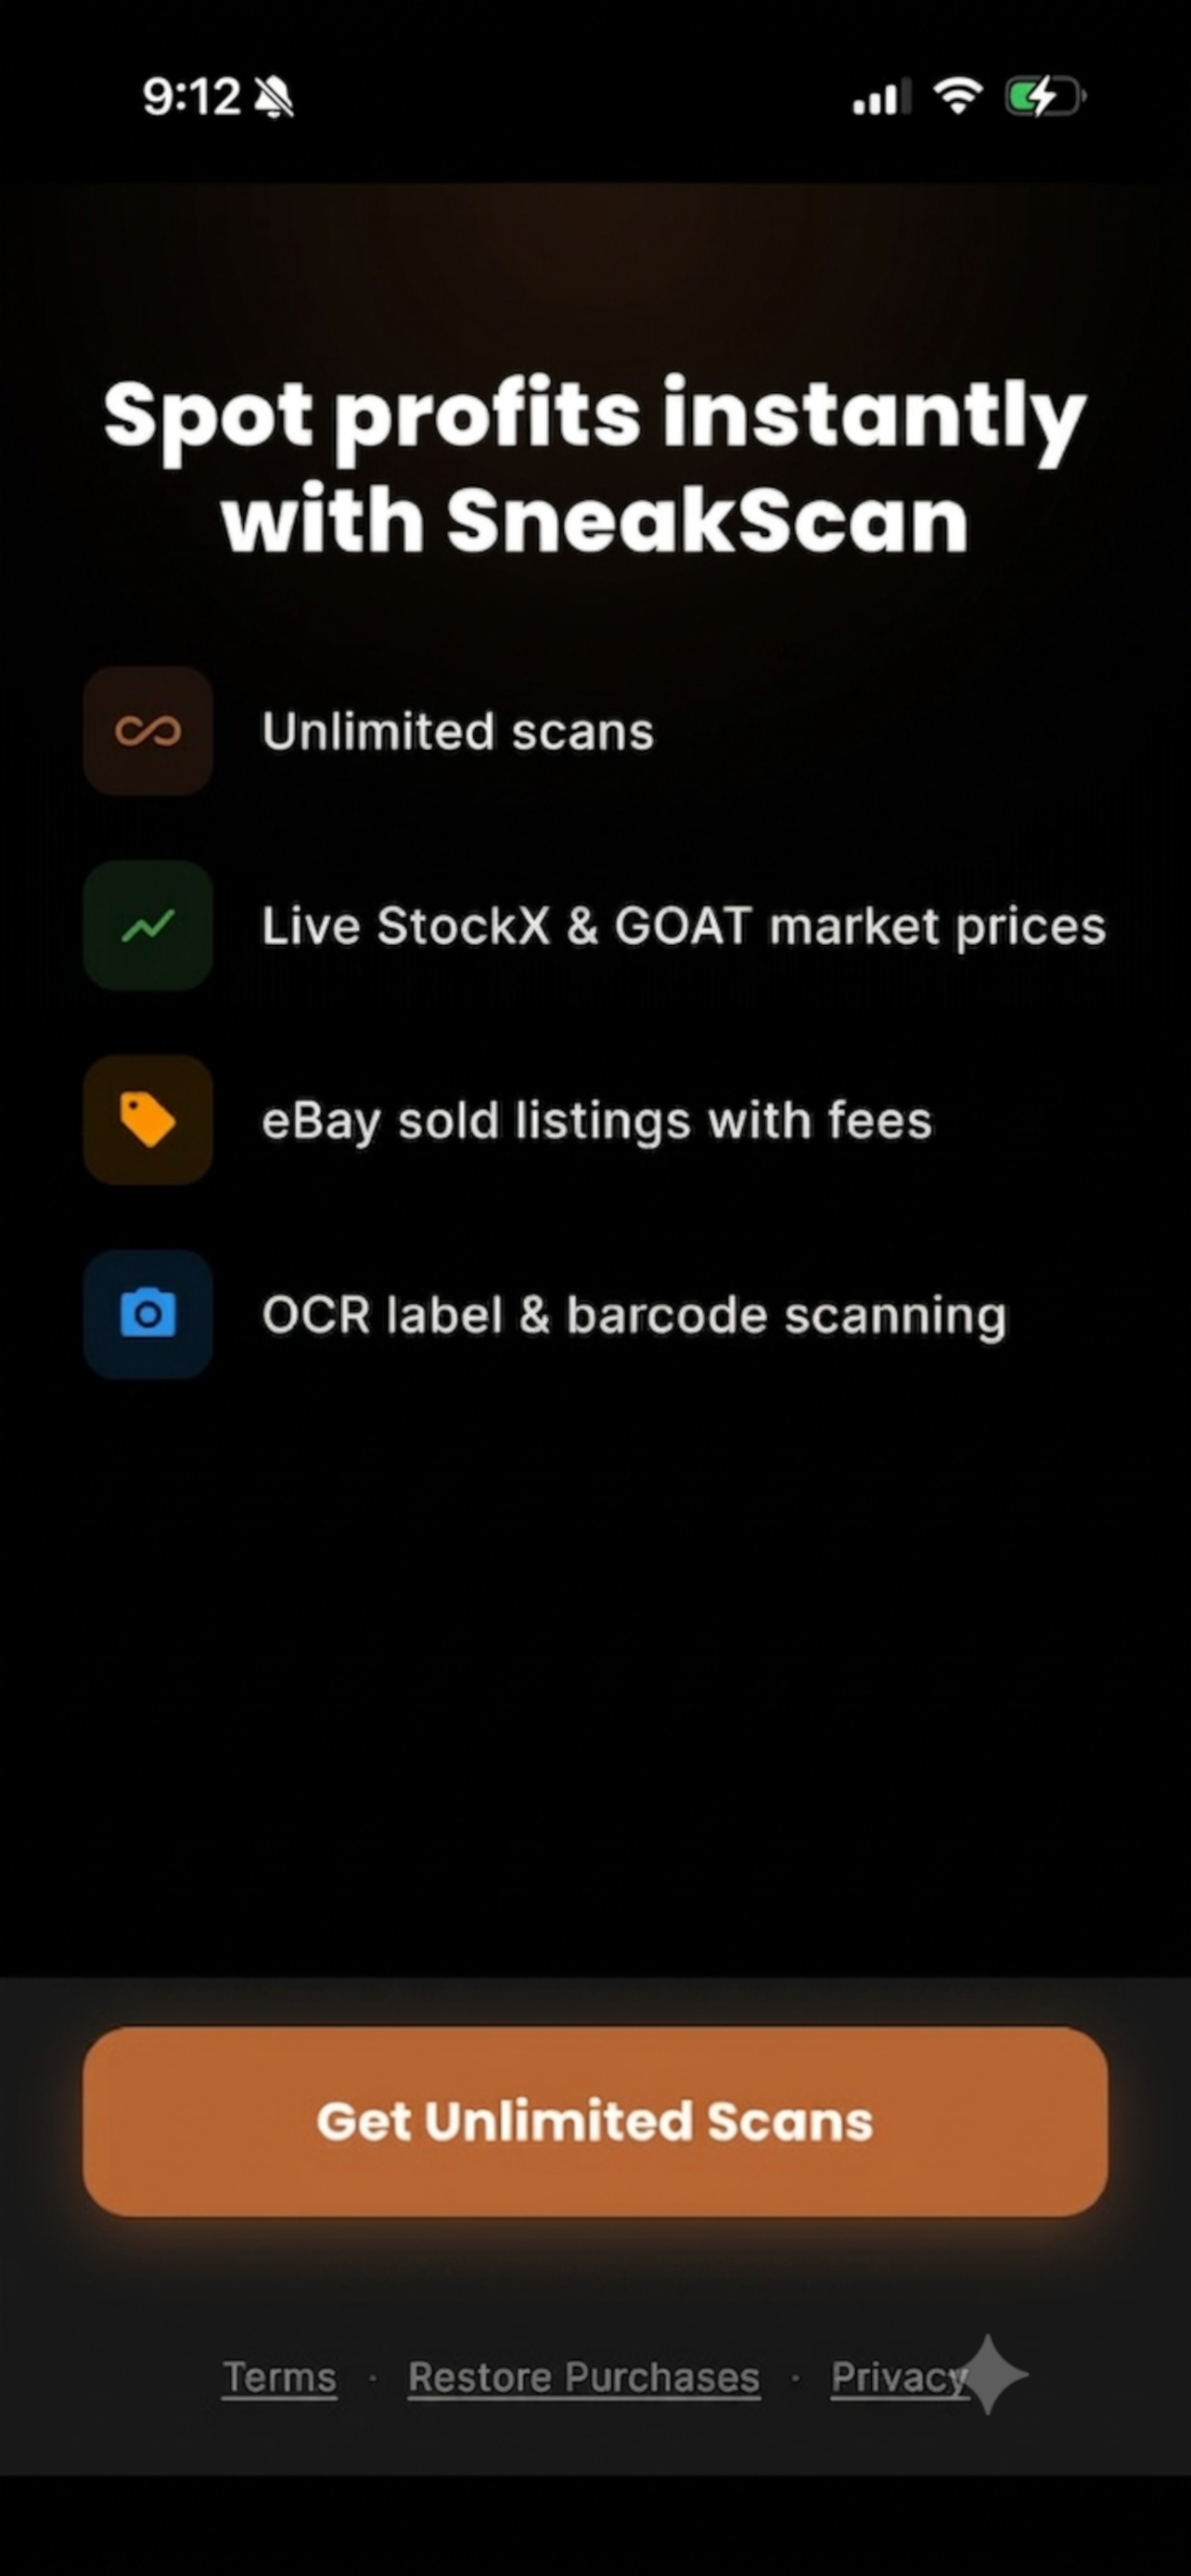 9:12
Spot profits instantly
with SneakScan
Unlimited scans
Live StockX & GOAT market prices
eBay sold listings with fees
OCR label & barcode scanning
Get Unlimited Scans
Terms · Restore Purchases · Privacy